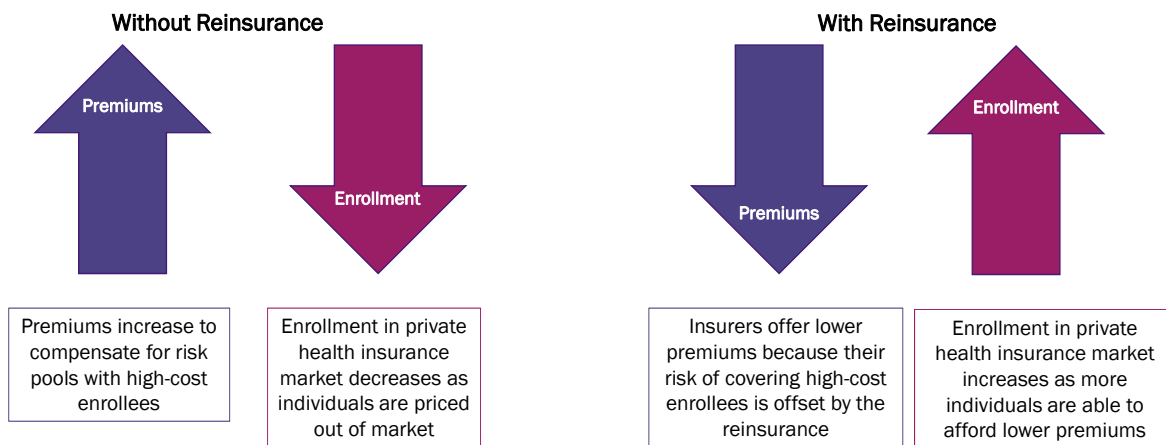 Without Reinsurance
Premiums
Enrollment
Premiums increase to
compensate for risk
pools with high-cost
enrollees
Enrollment in private
health insurance
market decreases as
individuals are priced
out of market
With Reinsurance
Premiums
Enrollment
Insurers offer lower
premiums because their
risk of covering high-cost
enrollees is offset by the
reinsurance
Enrollment in private
health insurance market
increases as more
individuals are able to
afford lower premiums